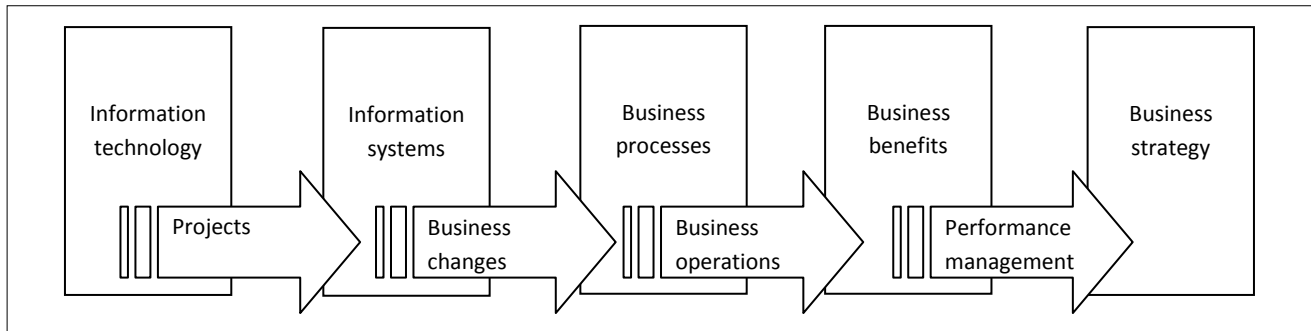 Information
technology
Information
systems
Business
processes
Business
benefits
Business
strategy
Projects
Business
changes
Business
operations
Performance
management